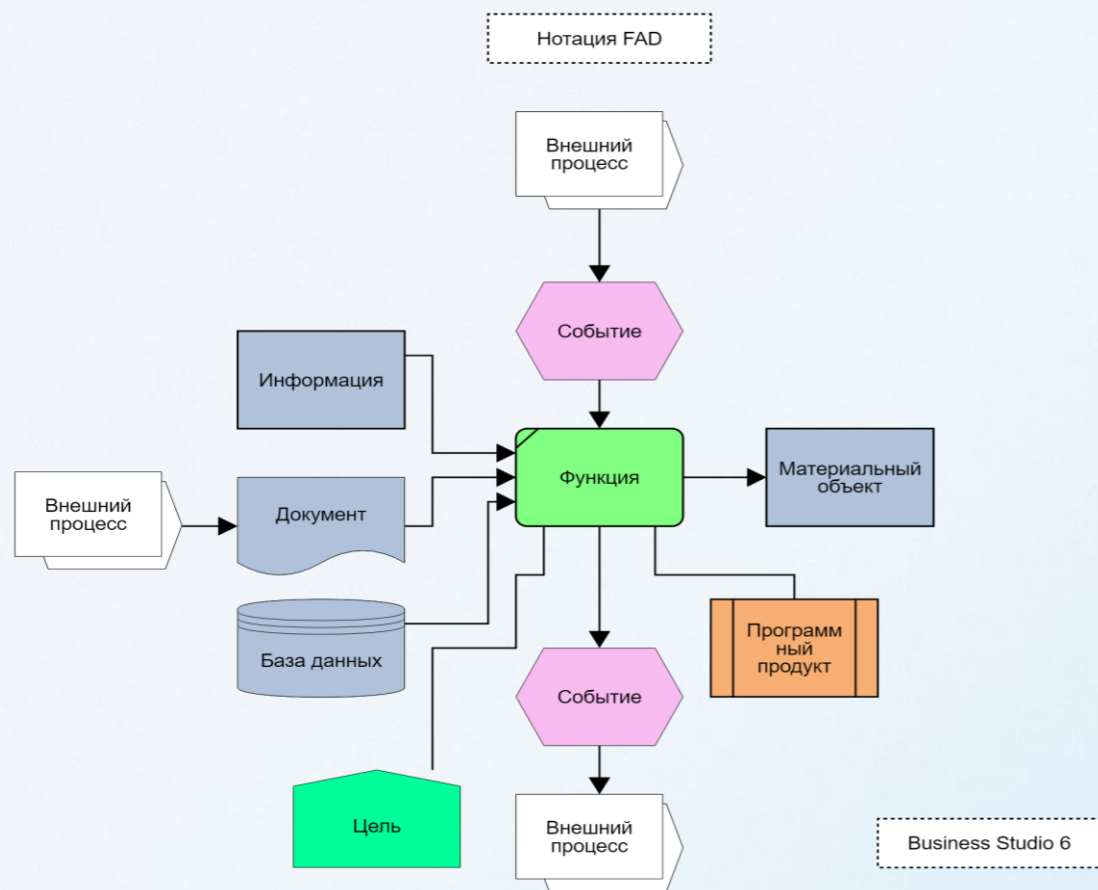 Нотация FAD
Внешний
процесс
Событие
Информация
Функция
Материальный
объект
Внешний
процесс
Документ
База данных
Программ
ный
продукт
Событие
Цель
Внешний
процесс
Business Studio 6